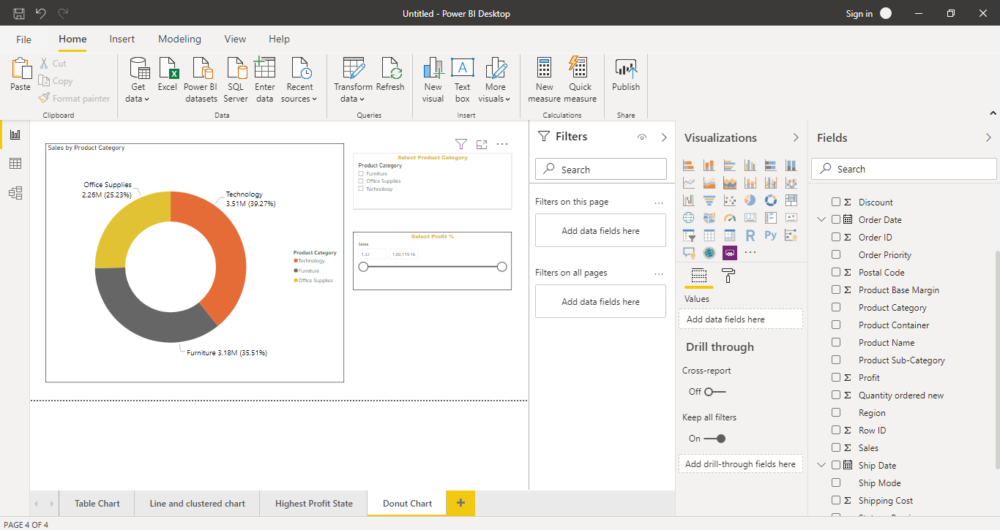 Untitled - Power BI Desktop
Sign in
File Home Insert Modeling View Help
Paste
Cut
Copy
Format painter
Clipboard
Get data
Excel
Power BI datasets
SQL Server
Enter data
Recent sources
Data
Transform data
Refresh
Queries
New visual
Text box
More visuals
Insert
New measure
Quick measure
Calculations
Publish
Share
Sales by Product Category
Office Supplies
2.26M (25.23%)
Technology
3.51M (39.27%)
Furniture 3.18M (35.51%)
Product Category
Technology
Furniture
Office Supplies
Select Product Category
Product Category
Furniture
Office Supplies
Technology
Select Profit %
Sales
1.32 1,00,119.16
Filters
Search
Filters on this page
Add data fields here
Filters on all pages
Add data fields here
Visualizations
123
R Py
Values
Add data fields here
Drill through
Cross-report
Off
Keep all filters
On
Add drill-through fields here
Fields
Search
Discount
Order Date
Order ID
Order Priority
Postal Code
Product Base Margin
Product Category
Product Container
Product Name
Product Sub-Category
Profit
Quantity ordered new
Region
Row ID
Sales
Ship Date
Ship Mode
Shipping Cost
Table Chart Line and clustered chart Highest Profit State Donut Chart +
PAGE 4 OF 4